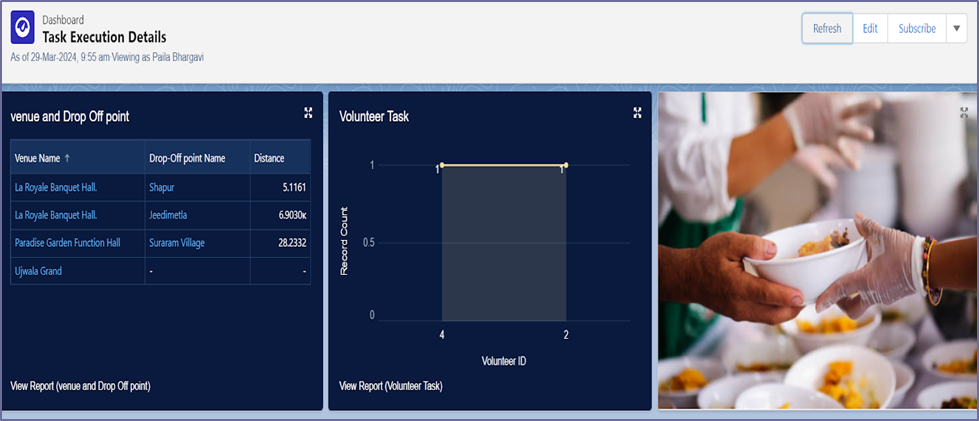 Dashboard
Task Execution Details
As of 29-Mar-2024, 9:55 am Viewing as Paila Bhargavi
Refresh Edit Subscribe
venue and Drop Off point
Venue Name ↑ Drop-Off point Name Distance
La Royale Banquet Hall. Shapur 5.1161
La Royale Banquet Hall. Jeedimetla 6.9030ĸ
Paradise Garden Function Hall Suraram Village 28.2332
Ujwala Grand - -
View Report (venue and Drop Off point)
Volunteer Task
Record Count
1
1 1
0.5
0
4 2
Volunteer ID
View Report (Volunteer Task)